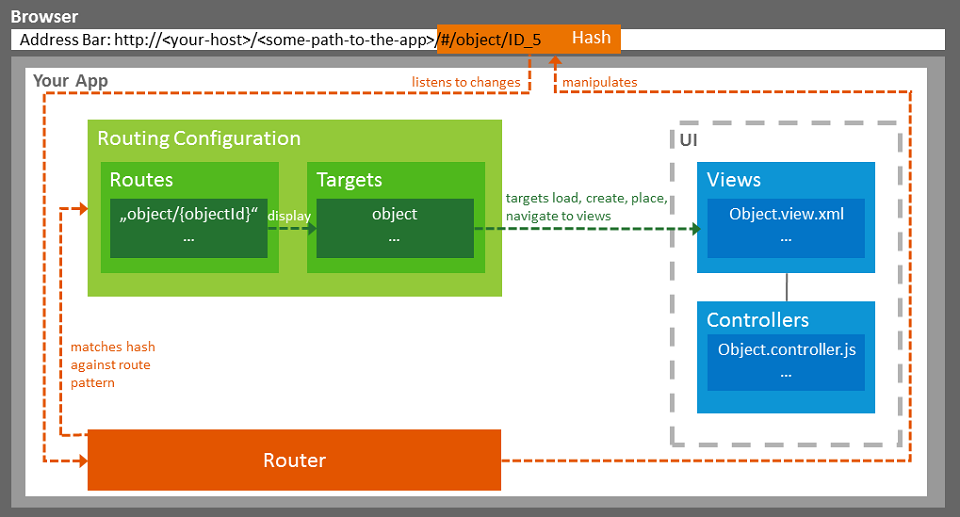 Browser
Address Bar: http://<your-host>/<some-path-to-the-app>/#/object/ID_5 Hash
Your App
listens to changes
manipulates
Routing Configuration
UI
Routes
Targets
Views
„object/{objectId}“
...
display
object
...
targets load, create, place,
navigate to views
Object.view.xml
...
Controllers
Object.controller.js
...
matches hash
against route
pattern
Router